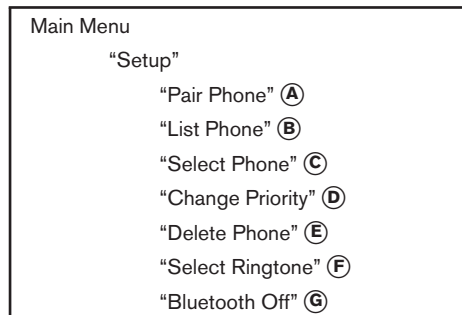 Main Menu
“Setup”
“Pair Phone” Ⓐ
“List Phone” Ⓑ
“Select Phone” Ⓒ
“Change Priority” Ⓓ
“Delete Phone” Ⓔ
“Select Ringtone” Ⓕ
“Bluetooth Off” Ⓖ